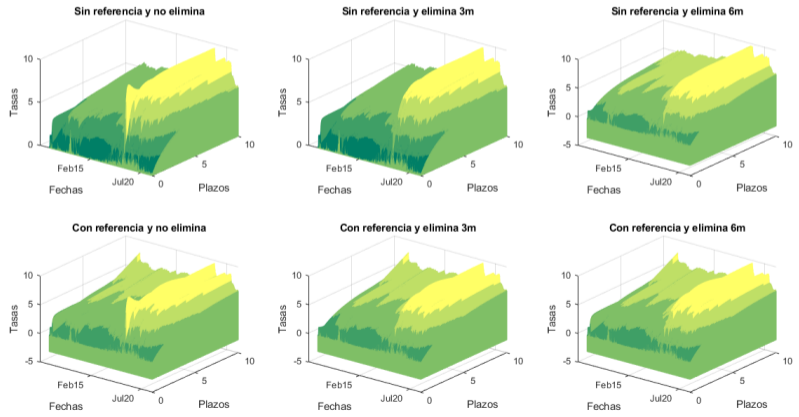 Sin referencia y no elimina
Sin referencia y elimina 3m
Sin referencia y elimina 6m
10
5
0
Tasas
Feb15
Jul20
Fechas
0
5
10
Plazos
10
5
0
Tasas
Feb15
Jul20
Fechas
0
5
10
Plazos
10
5
0
-5
Tasas
Feb15
Jul20
Fechas
0
5
10
Plazos
Con referencia y no elimina
Con referencia y elimina 3m
Con referencia y elimina 6m
10
5
0
-5
Tasas
Feb15
Jul20
Fechas
0
5
10
Plazos
10
5
0
-5
Tasas
Feb15
Jul20
Fechas
0
5
10
Plazos
10
5
0
-5
Tasas
Feb15
Jul20
Fechas
0
5
10
Plazos